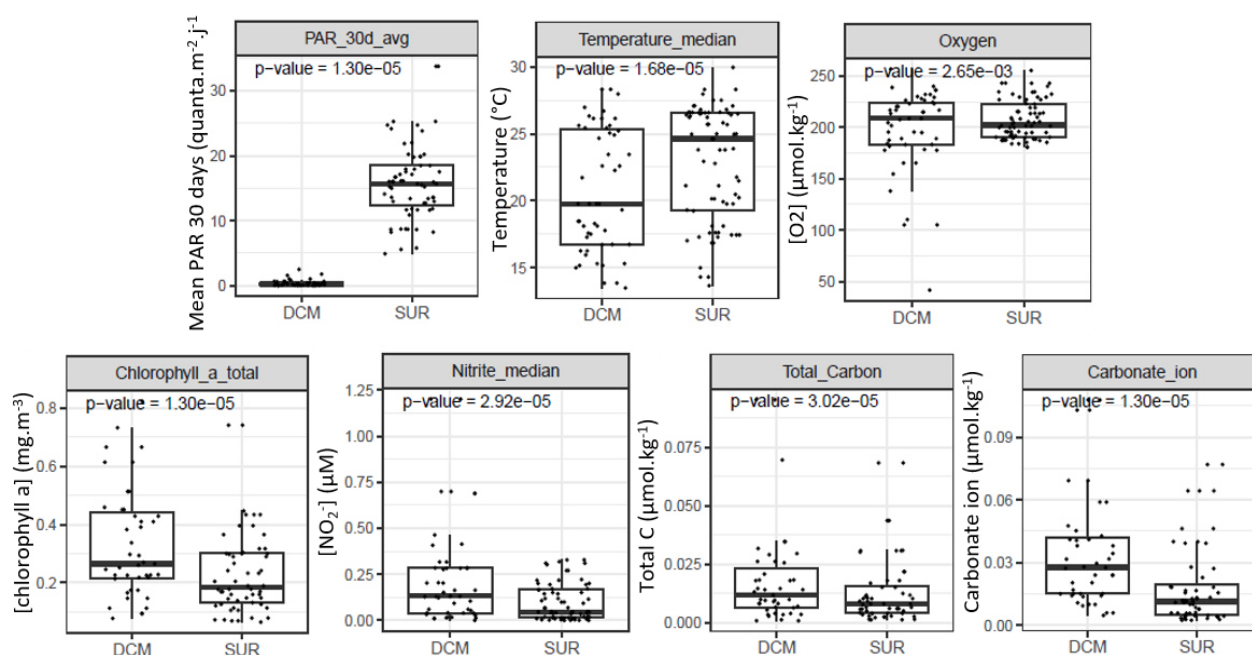 PAR_30d_avg
p-value = 1.30e-05
Mean PAR 30 days (quanta.m-2.j-1)
30
20
10
0
DCM SUR
Temperature_median
p-value = 1.68e-05
Temperature (°C)
30
25
20
15
DCM SUR
Oxygen
p-value = 2.65e-03
[O2] (µmol.kg-1)
250
200
250
200
50
DCM SUR
Chlorophyll_a_total
p-value = 1.30e-05
[chlorophyll a] (mg.m-3)
0.8
0.6
0.4
0.2
DCM SUR
Nitrite_median
p-value = 2.92e-05
[NO2-] (µM)
1.25
1.00
0.75
0.50
0.25
0.00
DCM SUR
Total_Carbon
p-value = 3.02e-05
Total C (µmol.kg-1)
0.075
0.050
0.025
0.000
DCM SUR
Carbonate_ion
p-value = 1.30e-05
Carbonate ion (µmol.kg-1)
0.09
0.06
0.03
0.00
DCM SUR